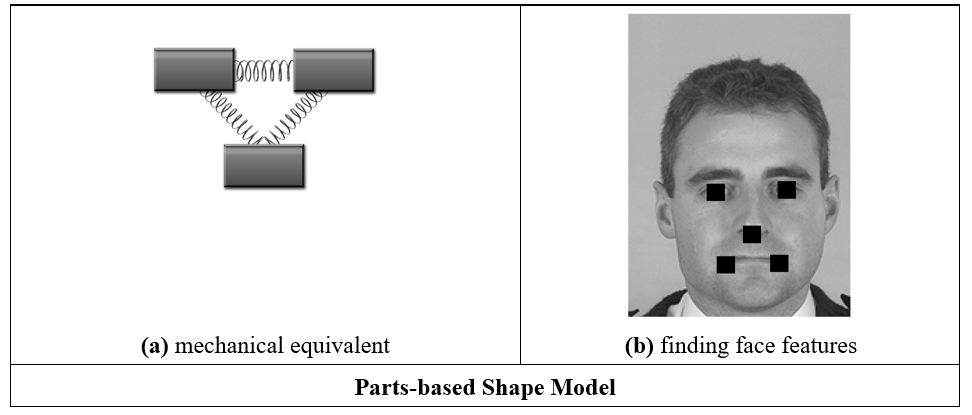 (a) mechanical equivalent
(b) finding face features
Parts-based Shape Model